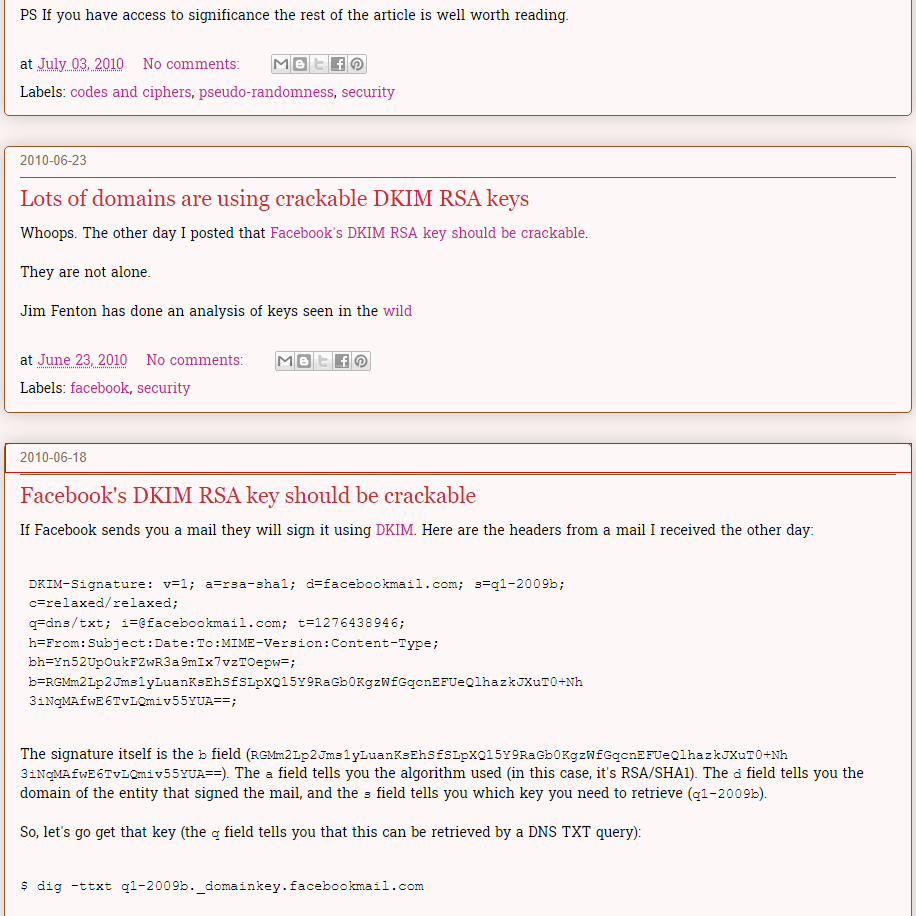 PS If you have access to significance the rest of the article is well worth reading.
at July 03, 2010 No comments:
Labels: codes and ciphers, pseudo-randomness, security
2010-06-23
Lots of domains are using crackable DKIM RSA keys
Whoops. The other day I posted that Facebook's DKIM RSA key should be crackable.
They are not alone.
Jim Fenton has done an analysis of keys seen in the wild
at June 23, 2010 No comments:
Labels: facebook, security
2010-06-18
Facebook's DKIM RSA key should be crackable
If Facebook sends you a mail they will sign it using DKIM. Here are the headers from a mail I received the other day:
DKIM-Signature: v=1; a=rsa-sha1; d=facebookmail.com; s=q1-2009b;
c=relaxed/relaxed;
q=dns/txt; i=@facebookmail.com; t=1276438946;
h=From:Subject:Date:To:MIME-Version:Content-Type;
bh=Yn52UpOukFZwR3a9mIx7vzTOepw=;
b=RGMm2Lp2Jms1yLuanKsEhSfSLpXQ15Y9RaGb0KgzWfGqcnEFUeQlhazkJXuT0+Nh
3iNqMAfwE6TvLQmiv55YUA==;
The signature itself is the b field (RGMm2Lp2Jms1yLuanKsEhSfSLpXQ15Y9RaGb0KgzWfGqcnEFUeQlhazkJXuT0+Nh
3iNqMAfwE6TvLQmiv55YUA==). The a field tells you the algorithm used (in this case, it's RSA/SHA1). The d field tells you the
domain of the entity that signed the mail, and the s field tells you which key you need to retrieve (q1-2009b).
So, let's go get that key (the q field tells you that this can be retrieved by a DNS TXT query):
$ dig -ttxt q1-2009b._domainkey.facebookmail.com